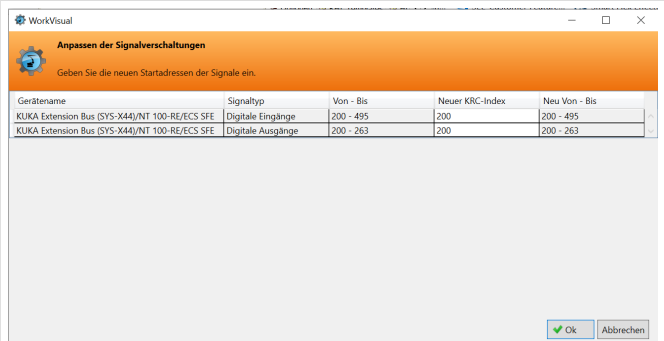 WorkVisual
Anpassen der Signalverschaltungen
Geben Sie die neuen Startadressen der Signale ein.
Gerätename Signaltyp Von - Bis Neuer KRC-Index Neu Von - Bis
KUKA Extension Bus (SYS-X44)/NT 100-RE/ECS SFE Digitale Eingänge 200 - 495 200 200 - 495
KUKA Extension Bus (SYS-X44)/NT 100-RE/ECS SFE Digitale Ausgänge 200 - 263 200 200 - 263
Ok Abbrechen